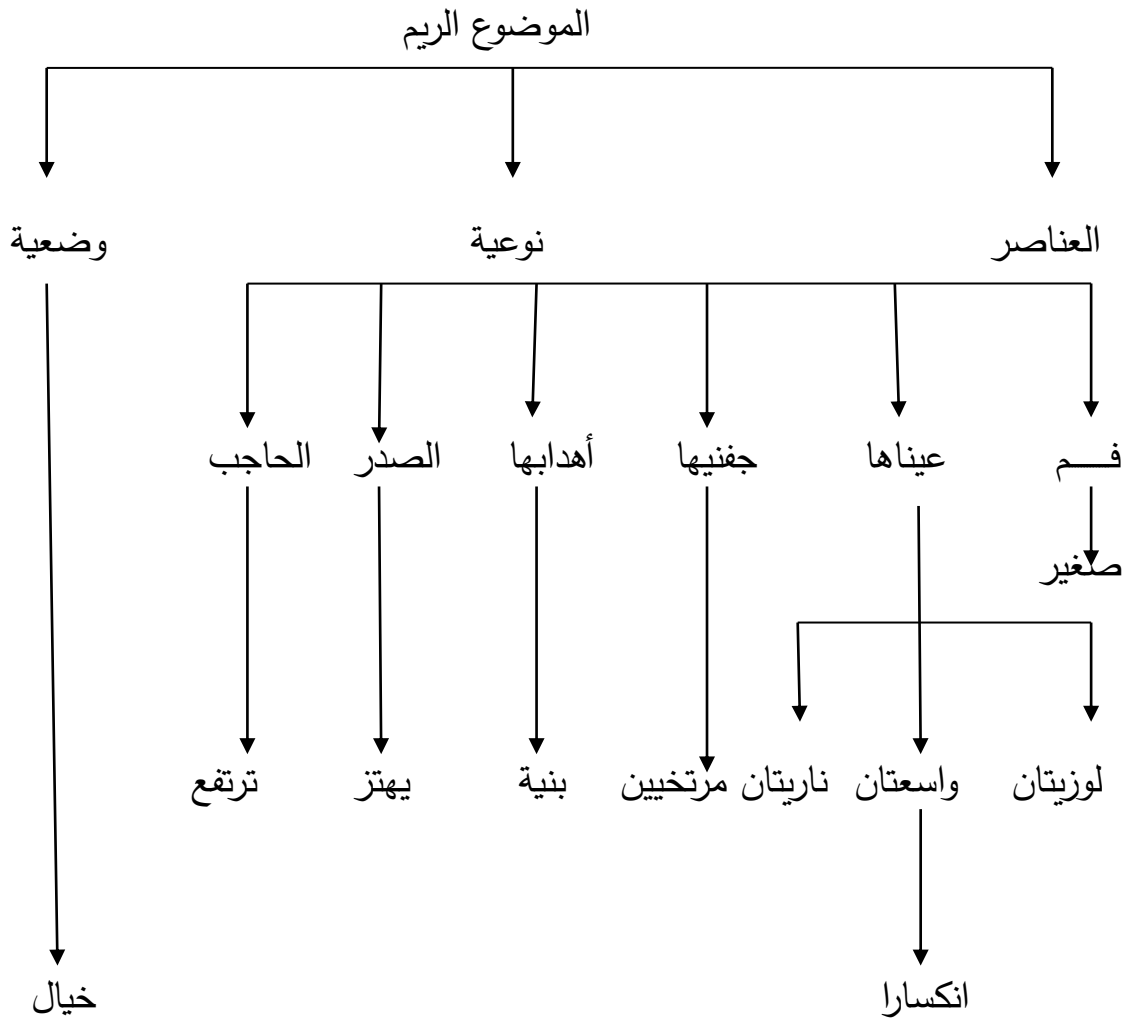 الموضوع الريم
العناصر نوعية وضعية
فـــم عيناها جفنيها أهدابها الصدر الحاجب
صغير
لوزيتان واسعتان ناريتان مرتخيين بنية يهتز ترتفع
انكسارا خيال